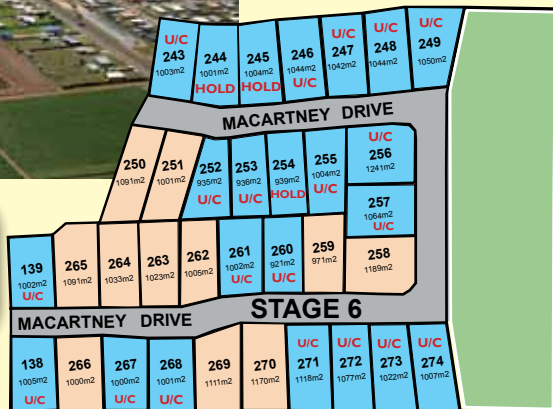 U/C
243
1003m2
244
1001m2
HOLD
245
1004m2
HOLD
246
1044m2
U/C
U/C
247
1042m2
U/C
248
1044m2
U/C
249
1050m2
MACARTNEY DRIVE
250
1091m2
251
1001m2
252
935m2
U/C
253
936m2
U/C
254
939m2
HOLD
255
1004m2
U/C
U/C
256
1241m2
257
1064m2
U/C
258
1189m2
139
1002m2
U/C
265
1091m2
264
1033m2
263
1023m2
262
1005m2
261
1002m2
U/C
260
921m2
U/C
259
971m2
MACARTNEY DRIVE
STAGE 6
138
1005m2
U/C
266
1000m2
267
1000m2
U/C
268
1001m2
U/C
269
1111m2
270
1170m2
U/C
271
1118m2
U/C
272
1077m2
U/C
273
1022m2
U/C
274
1007m2